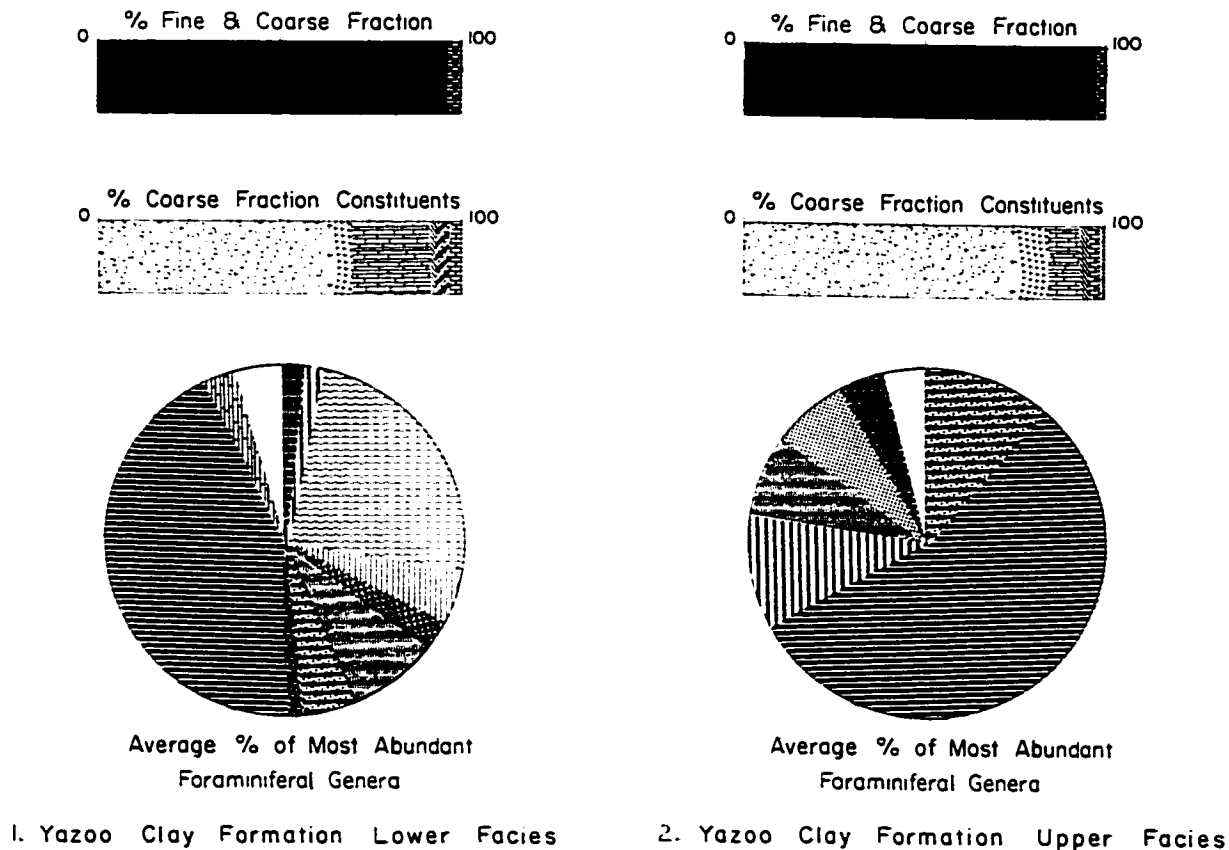 % Fine & Coarse Fraction
0 100
% Coarse Fraction Constituents
0 100
Average % of Most Abundant
Foraminiferal Genera
1. Yazoo Clay Formation Lower Facies
% Fine & Coarse Fraction
0 100
% Coarse Fraction Constituents
0 100
Average % of Most Abundant
Foraminiferal Genera
2. Yazoo Clay Formation Upper Facies